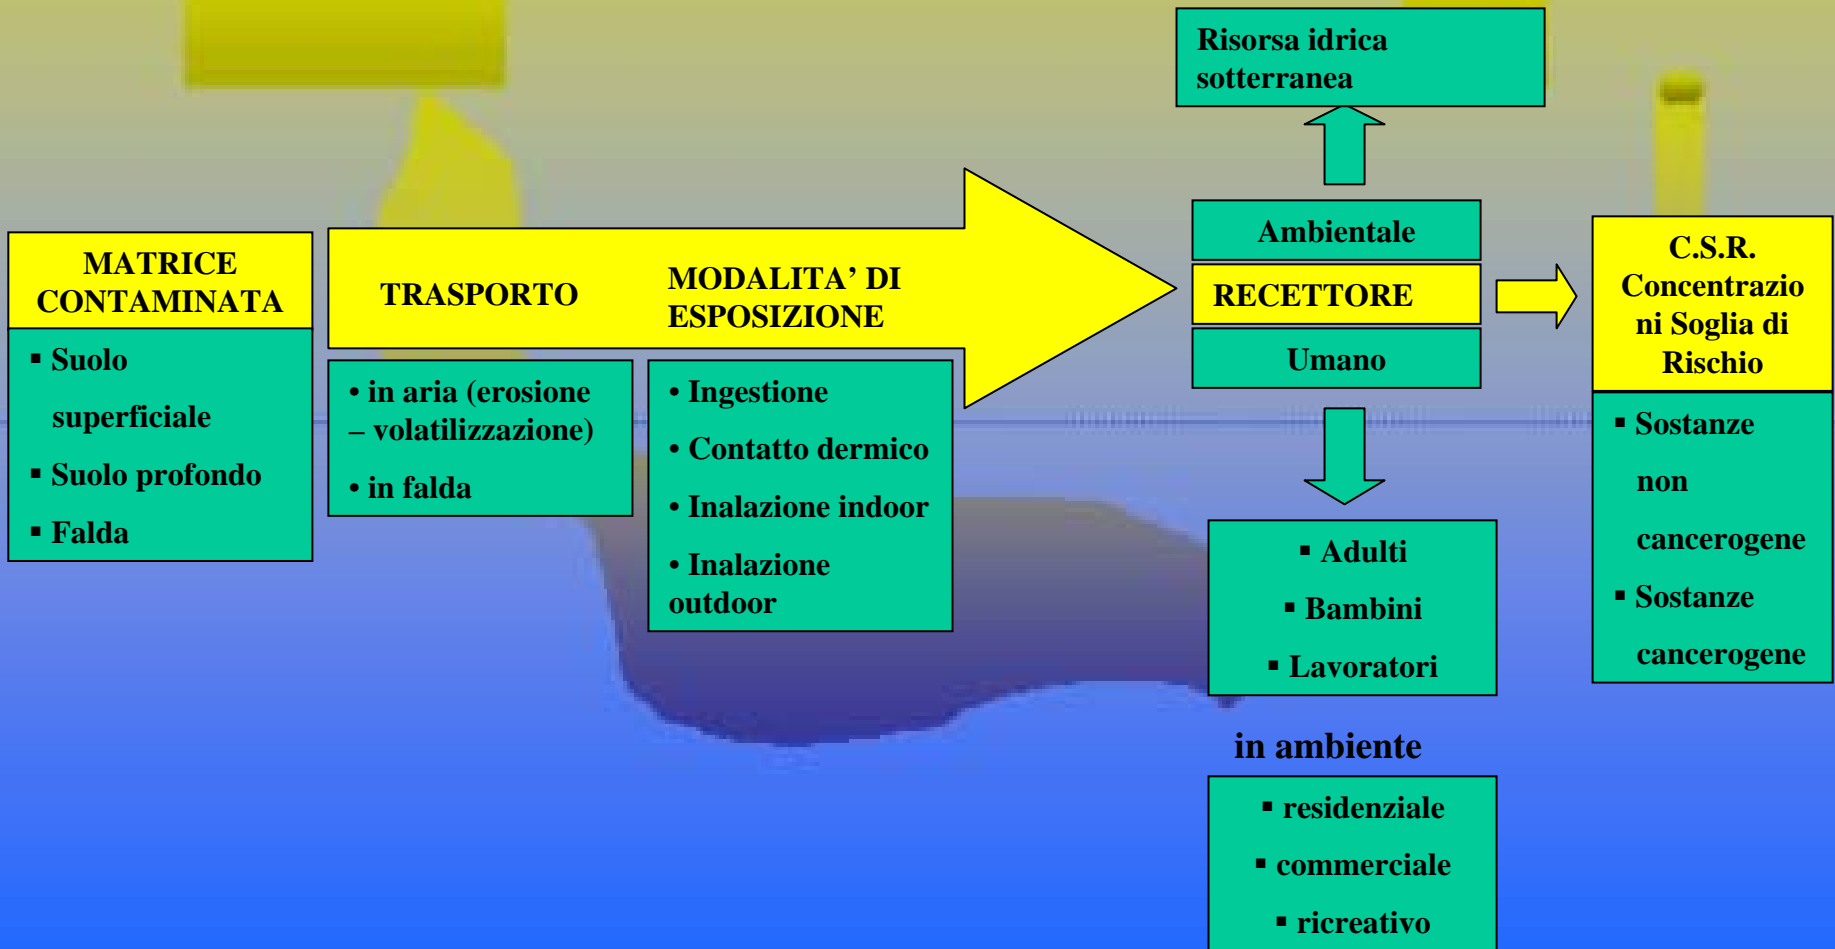 MATRICE
CONTAMINATA
▪ Suolo
superficiale
▪ Suolo profondo
▪ Falda
TRASPORTO
• in aria (erosione
– volatilizzazione)
• in falda
MODALITA’ DI
ESPOSIZIONE
• Ingestione
• Contatto dermico
• Inalazione indoor
• Inalazione
outdoor
Risorsa idrica
sotterranea
Ambientale
RECETTORE
Umano
▪ Adulti
▪ Bambini
▪ Lavoratori
in ambiente
▪ residenziale
▪ commerciale
▪ ricreativo
C.S.R.
Concentrazio
ni Soglia di
Rischio
▪ Sostanze
non
cancerogene
▪ Sostanze
cancerogene